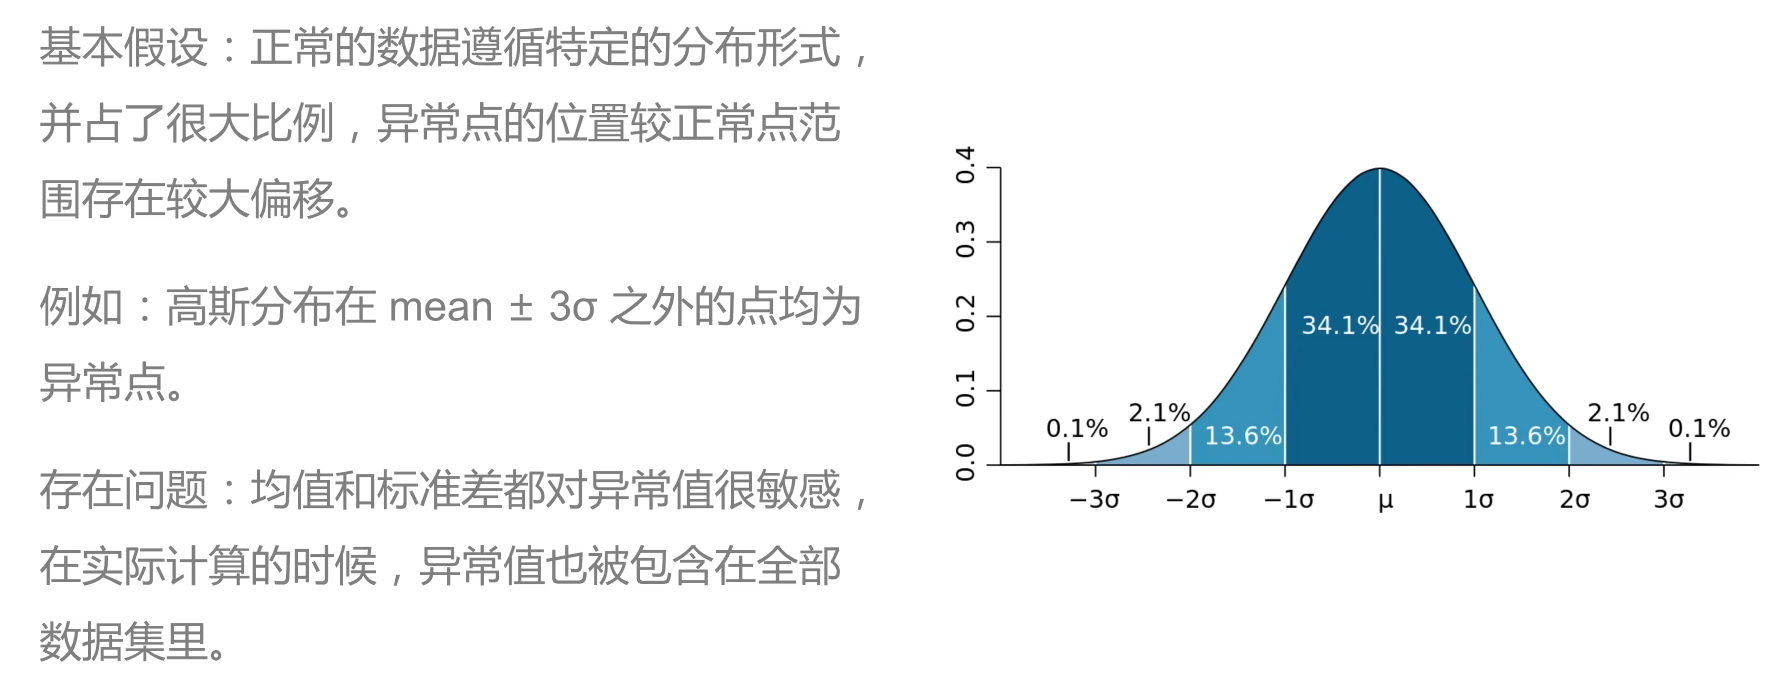 基本假设：正常的数据遵循特定的分布形式，
并占了很大比例，异常点的位置较正常点范
围存在较大偏移。
例如：高斯分布在 mean ± 3σ 之外的点均为
异常点。
存在问题：均值和标准差都对异常值很敏感，
在实际计算的时候，异常值也被包含在全部
数据集里。
0.4
0.3
0.2
0.1
0.0
34.1% 34.1%
0.1% 2.1% 13.6% 13.6% 2.1% 0.1%
−3σ −2σ −1σ μ 1σ 2σ 3σ